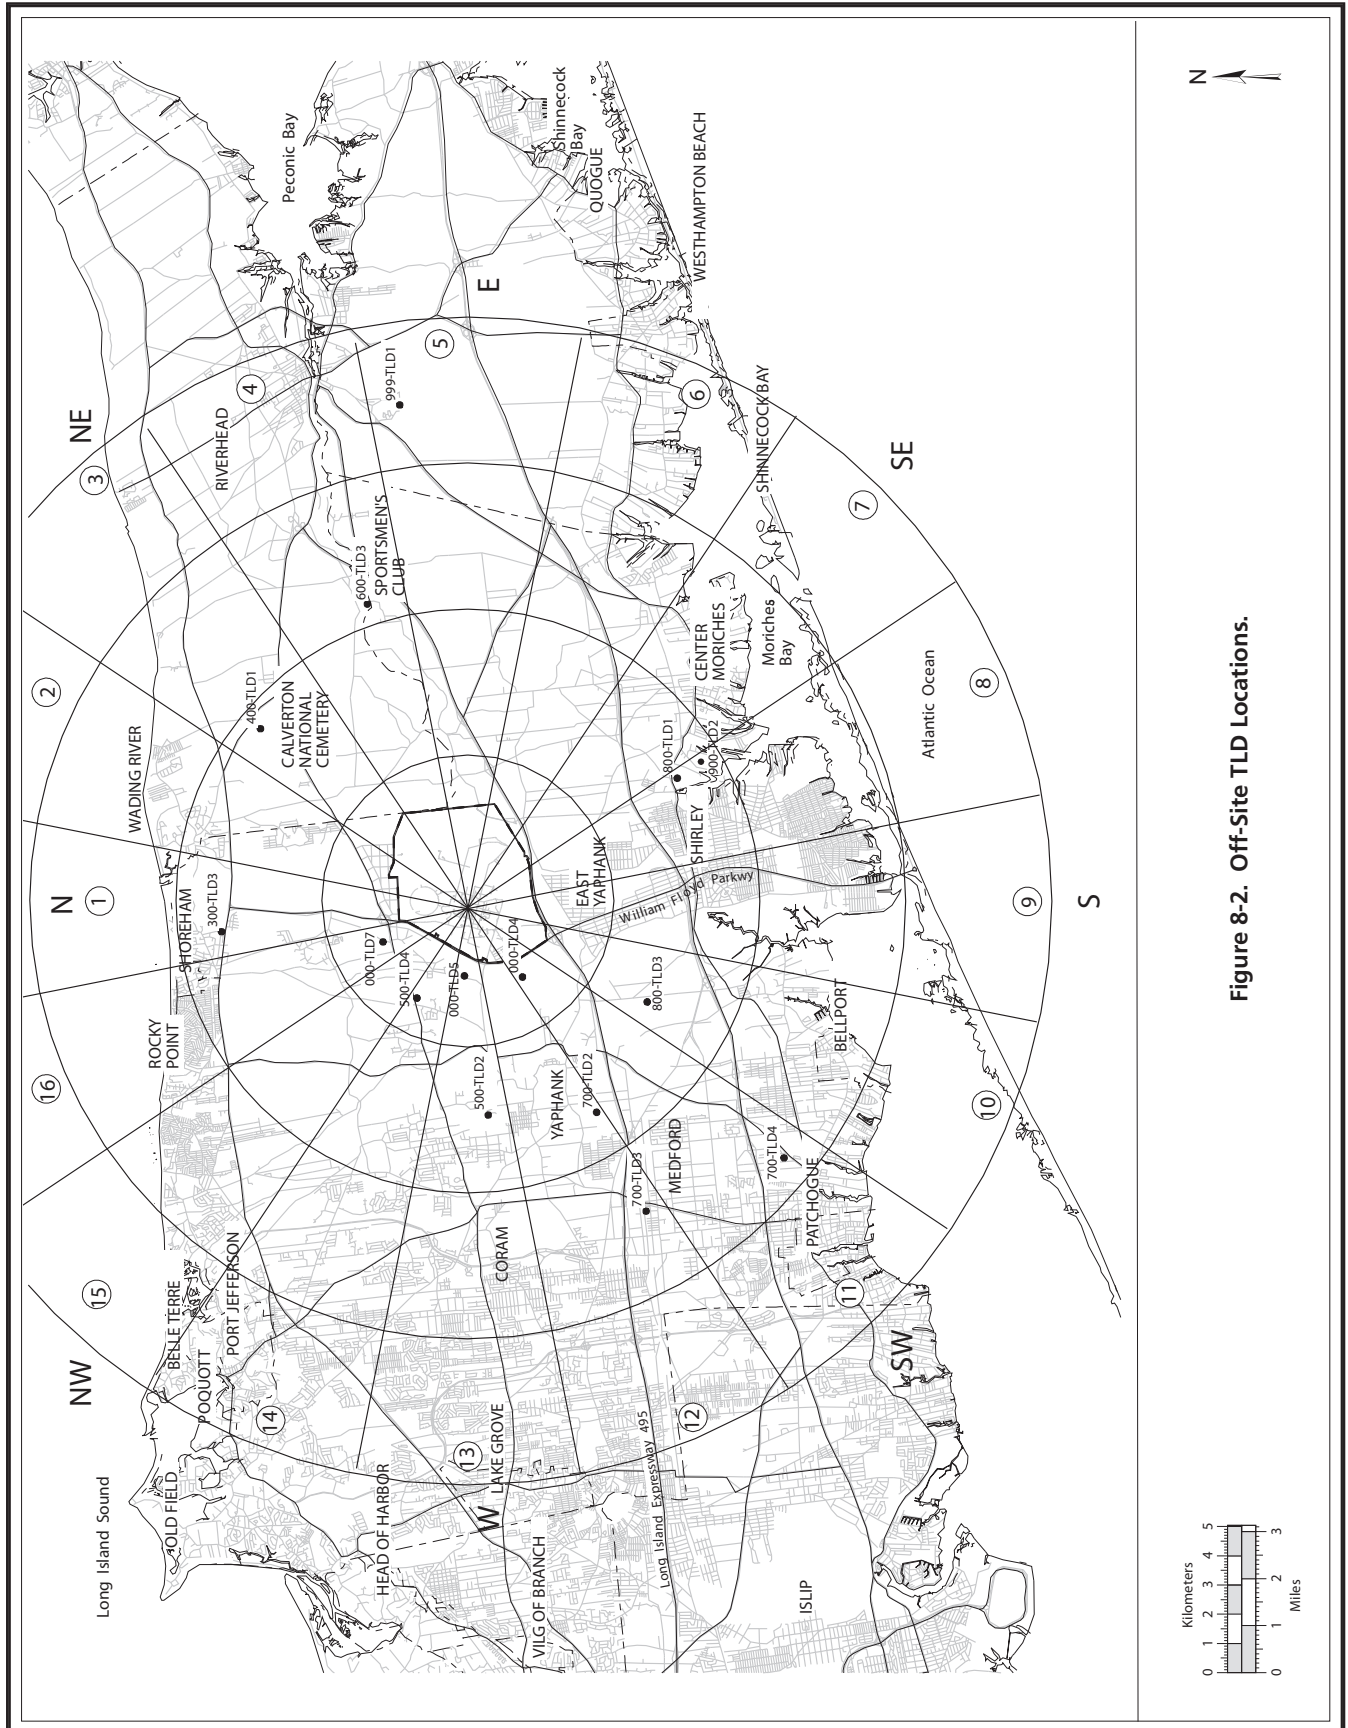 Long Island Sound
NW
15
16
N
1
2
NE
3
OLD FIELD
POQUOTT
BELLE TERRE
PORT JEFFERSON
ROCKY
POINT
SHOREHAM
300-TLD3
WADING RIVER
400-TLD1
CALVERTON
NATIONAL
CEMETERY
RIVERHEAD
4
Peconic Bay
14
HEAD OF HARBOR
000-TLD7
500-TLD4
000-TLD5
600-TLD3
SPORTSMEN'S
CLUB
999-TLD1
5
13
W
LAKE GROVE
CORAM
500-TLD2
000-TLD4
E
VILG OF BRANCH
YAPHANK
700-TLD2
EAST
YAPHANK
Shinnecock
Bay
QUOGUE
Long Island Expressway 495
12
700-TLD3
MEDFORD
800-TLD3
William Floyd Parkway
SHIRLEY
800-TLD1
900-TLD2
CENTER
MORICHES
6
WESTHAMPTON BEACH
ISLIP
700-TLD4
PATCHOGUE
BELLPORT
Moriches
Bay
SHINNECOCK BAY
11
SW
7
SE
10
9
8
Atlantic Ocean
S
Kilometers
0 1 2 3 4 5
0 1 2 3
Miles
Figure 8-2. Off-Site TLD Locations.
N